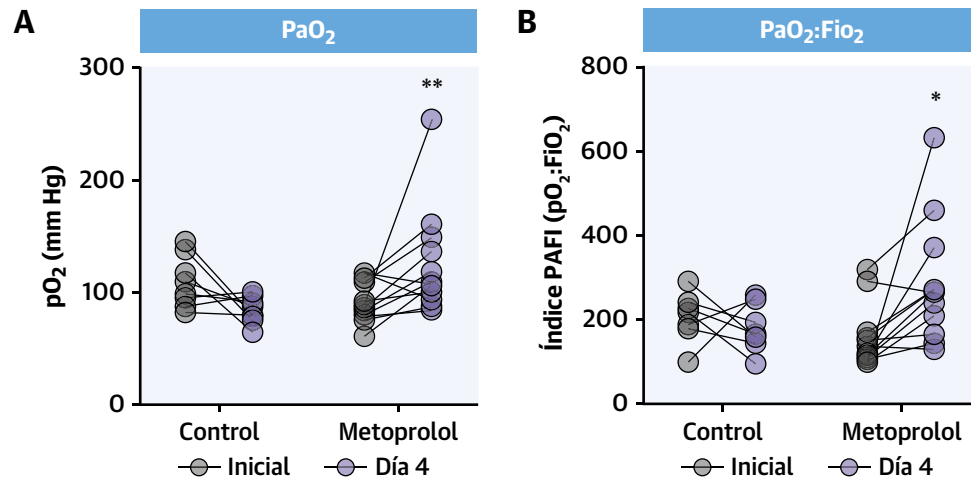 A
PaO₂
pO₂ (mm Hg)
300
200
100
0
**
Control
Metoprolol
Inicial
Día 4
B
PaO₂:Fio₂
Índice PAFI (pO₂:FiO₂)
800
600
400
200
0
*
Control
Metoprolol
Inicial
Día 4